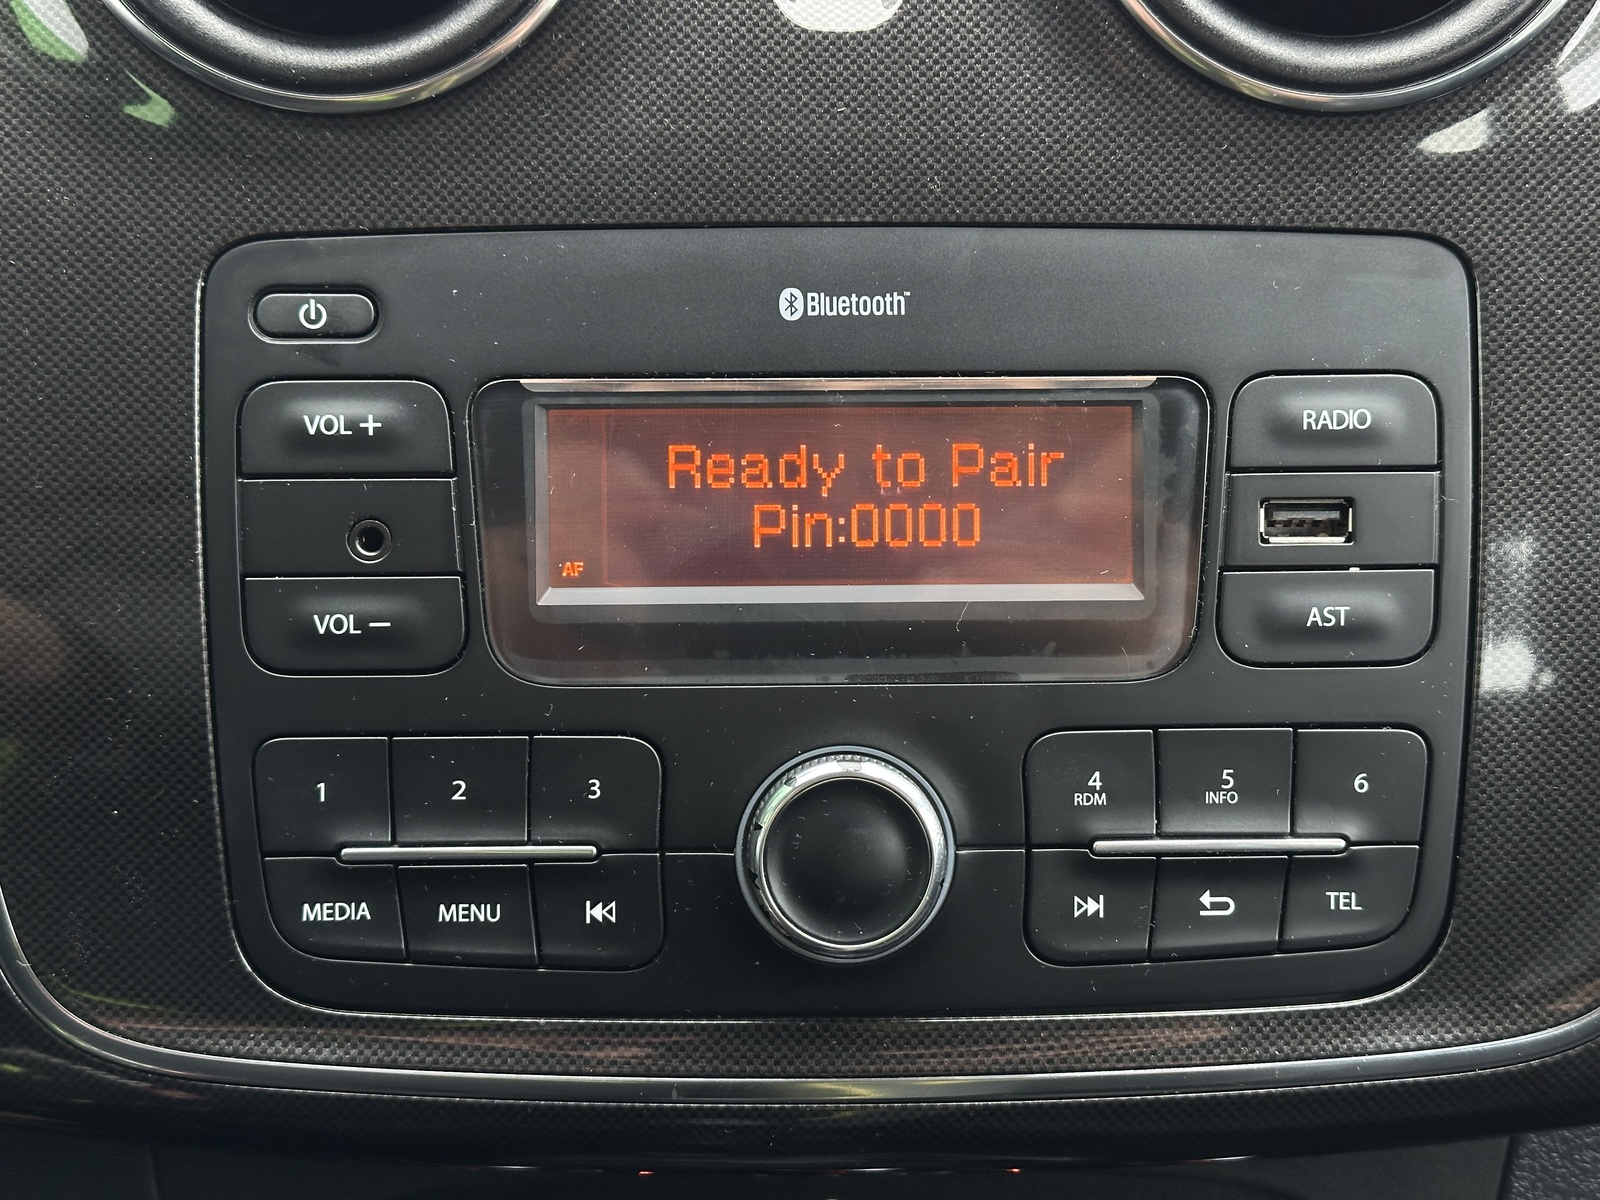 Bluetooth™
VOL +
RADIO
Ready to Pair
Pin:0000
AF
VOL −
AST
1
2
3
4
RDM
5
INFO
6
MEDIA
MENU
TEL